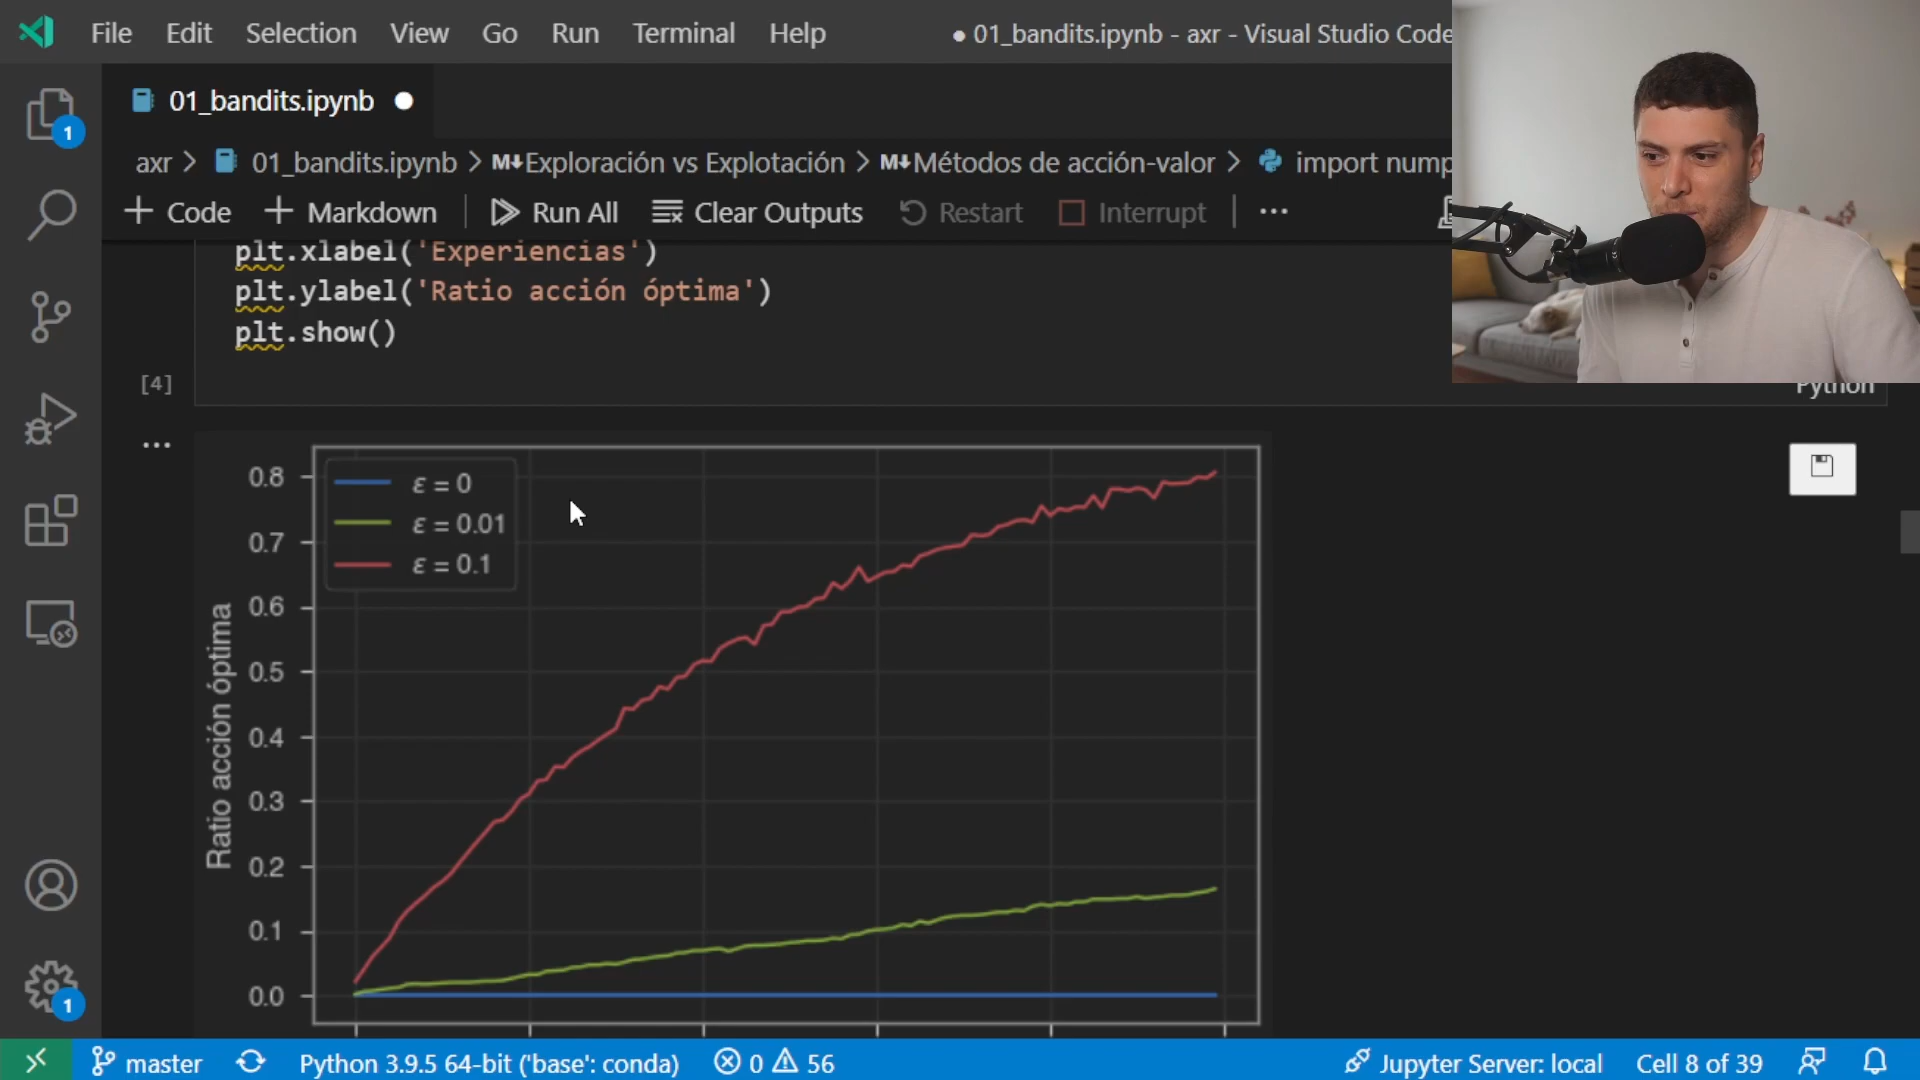 File Edit Selection View Go Run Terminal Help
● 01_bandits.ipynb - axr - Visual Studio Code
01_bandits.ipynb ●
1
axr > 01_bandits.ipynb > M↓Exploración vs Explotación > M↓Métodos de acción-valor > import nump
+ Code + Markdown | Run All Clear Outputs Restart Interrupt | ...
plt.xlabel('Experiencias')
plt.ylabel('Ratio acción óptima')
plt.show()
[4]
Python
...
ε = 0
ε = 0.01
ε = 0.1
Ratio acción óptima
0.8
0.7
0.6
0.5
0.4
0.3
0.2
0.1
0.0
1
master Python 3.9.5 64-bit ('base': conda) 0 56 Jupyter Server: local Cell 8 of 39